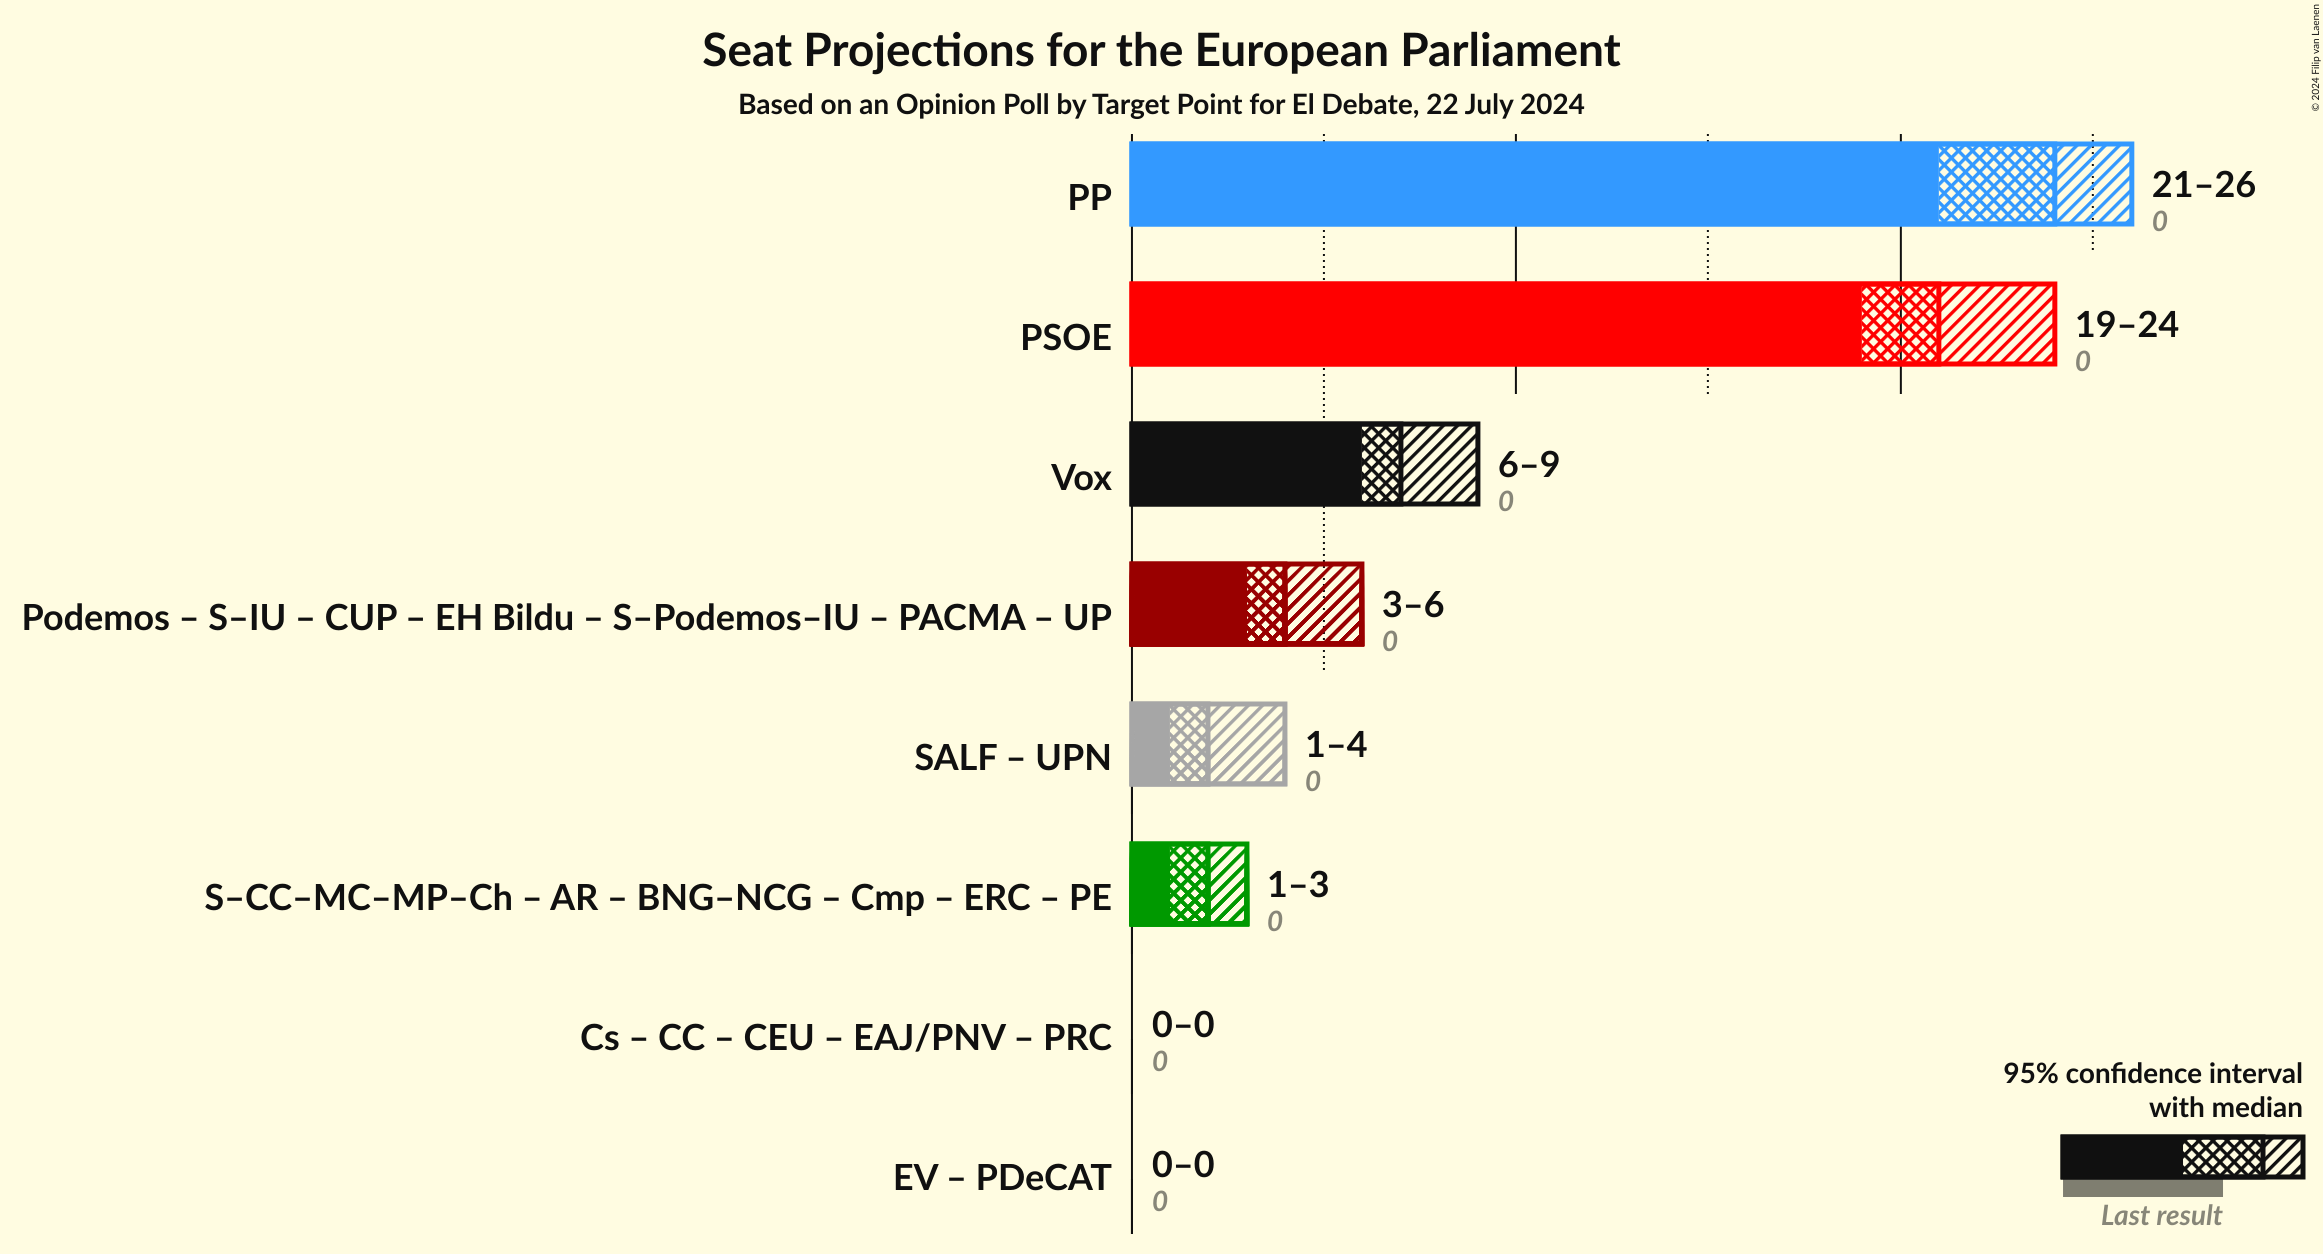 Seat Projections for the European Parliament
Based on an Opinion Poll by Target Point for El Debate, 22 July 2024
© 2024 Filip van Laenen
PP
21–26
0
PSOE
19–24
0
Vox
6–9
0
Podemos – S–IU – CUP – EH Bildu – S–Podemos–IU – PACMA – UP
3–6
0
SALF – UPN
1–4
0
S–CC–MC–MP–Ch – AR – BNG–NCG – Cmp – ERC – PE
1–3
0
Cs – CC – CEU – EAJ/PNV – PRC
0–0
0
EV – PDeCAT
0–0
0
95% confidence interval
with median
Last result